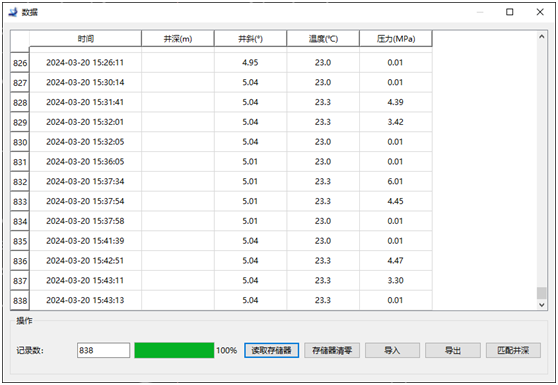 数据
时间 井深(m) 井斜(°) 温度(℃) 压力(MPa)
826 2024-03-20 15:26:11 4.95 23.0 0.01
827 2024-03-20 15:30:14 5.04 23.0 0.01
828 2024-03-20 15:31:41 5.04 23.3 4.39
829 2024-03-20 15:32:01 5.04 23.3 3.42
830 2024-03-20 15:32:05 5.04 23.0 0.01
831 2024-03-20 15:36:05 5.01 23.0 0.01
832 2024-03-20 15:37:34 5.01 23.3 6.01
833 2024-03-20 15:37:54 5.01 23.3 4.45
834 2024-03-20 15:37:58 5.01 23.0 0.01
835 2024-03-20 15:41:39 5.04 23.0 0.01
836 2024-03-20 15:42:51 5.04 23.3 4.47
837 2024-03-20 15:43:11 5.04 23.3 3.30
838 2024-03-20 15:43:13 5.04 23.3 0.01
操作
记录数: 838 100% 读取存储器 存储器清零 导入 导出 匹配井深